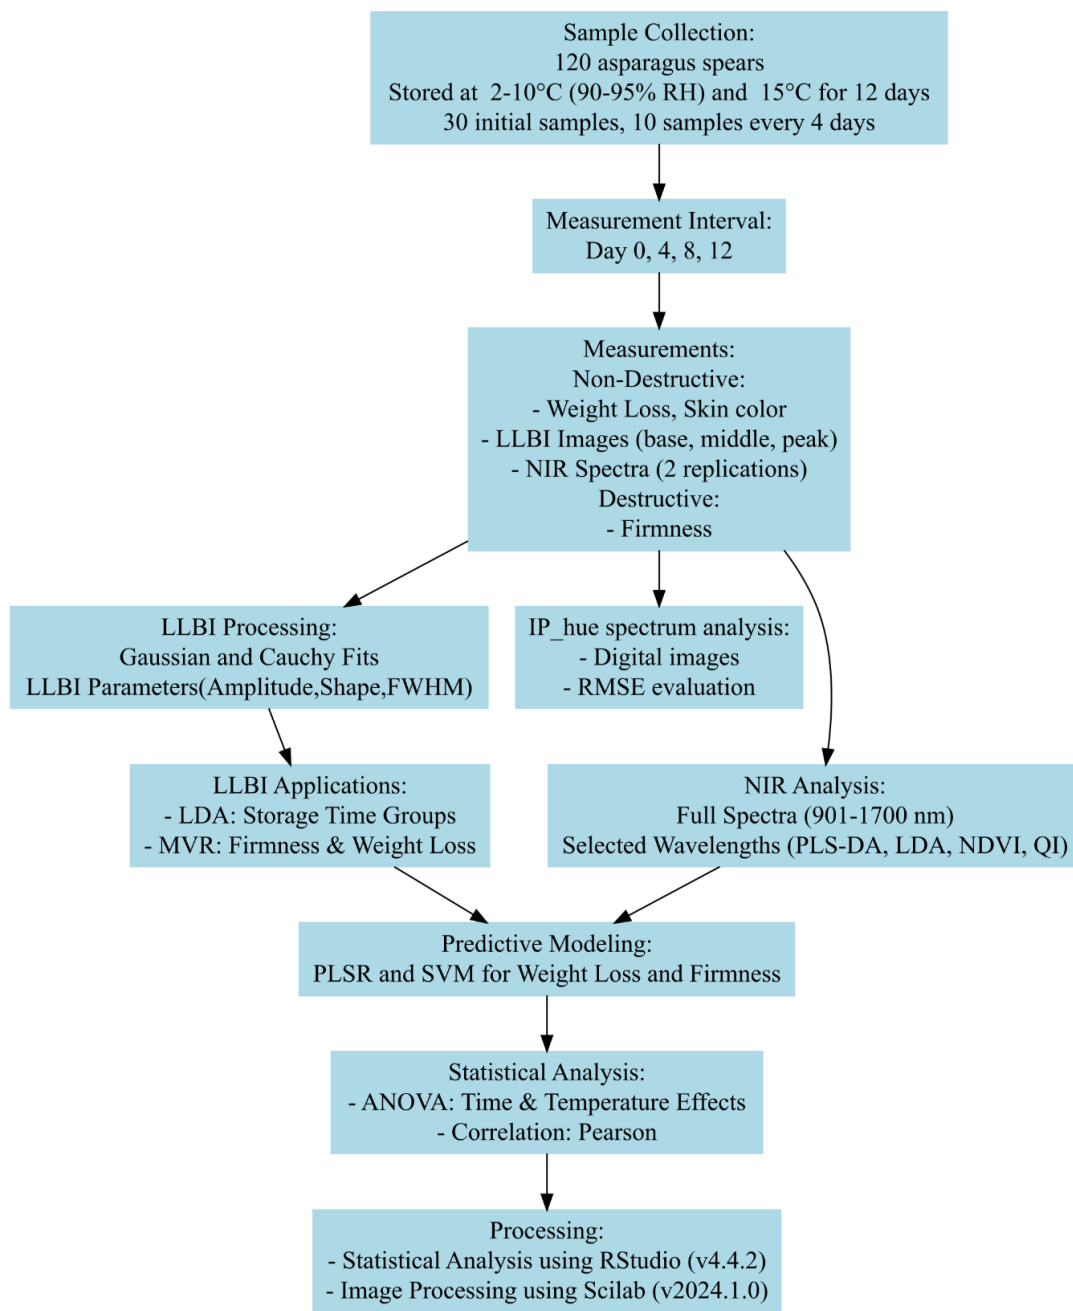 Sample Collection:
120 asparagus spears
Stored at  2-10°C (90-95% RH) and  15°C for 12 days
30 initial samples, 10 samples every 4 days
Measurement Interval:
Day 0, 4, 8, 12
Measurements:
Non-Destructive:
- Weight Loss, Skin color
- LLBI Images (base, middle, peak)
- NIR Spectra (2 replications)
Destructive:
- Firmness
LLBI Processing:
Gaussian and Cauchy Fits
LLBI Parameters(Amplitude,Shape,FWHM)
IP_hue spectrum analysis:
- Digital images
- RMSE evaluation
LLBI Applications:
- LDA: Storage Time Groups
- MVR: Firmness & Weight Loss
NIR Analysis:
Full Spectra (901-1700 nm)
Selected Wavelengths (PLS-DA, LDA, NDVI, QI)
Predictive Modeling:
PLSR and SVM for Weight Loss and Firmness
Statistical Analysis:
- ANOVA: Time & Temperature Effects
- Correlation: Pearson
Processing:
- Statistical Analysis using RStudio (v4.4.2)
- Image Processing using Scilab (v2024.1.0)